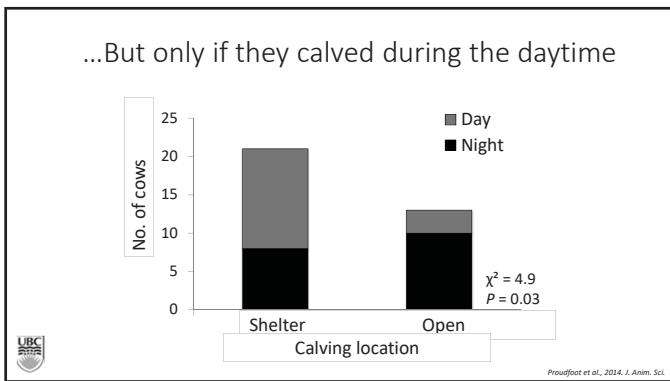 ...But only if they calved during the daytime
25
20
15
10
5
0
No. of cows
Day
Night
χ² = 4.9
P = 0.03
Shelter
Open
Calving location
UBC
Proudfoot et al., 2014. J. Anim. Sci.